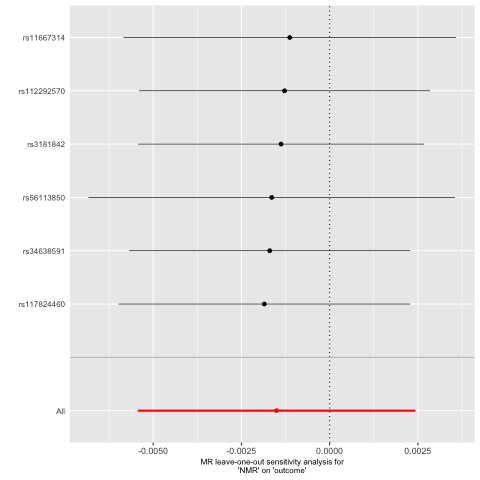 rs11667314
rs112292570
rs3181842
rs56113850
rs34638591
rs117824460
All
-0.0050 -0.0025 0.0000 0.0025
MR leave-one-out sensitivity analysis for
'NMR' on 'outcome'